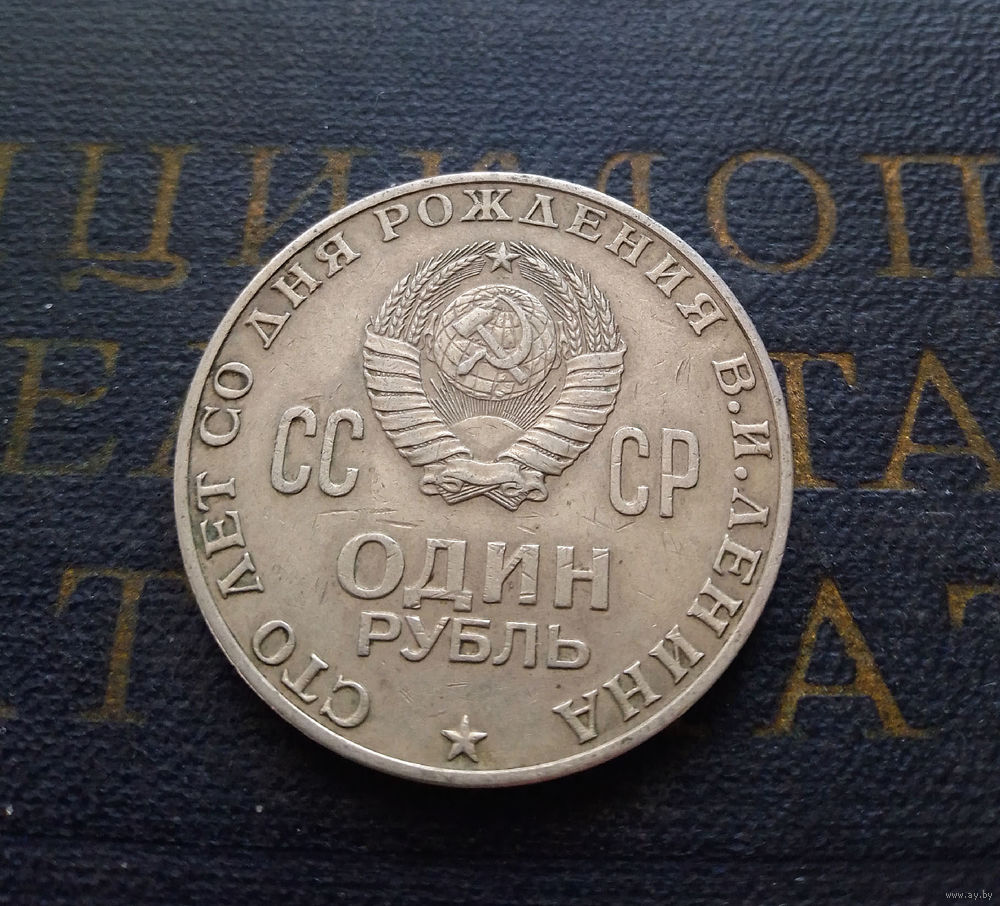 СТО ЛЕТ СО ДНЯ РОЖДЕНИЯ В.И.ЛЕНИНА
СС СР
ОДИН
РУБЛЬ
www.ay.by